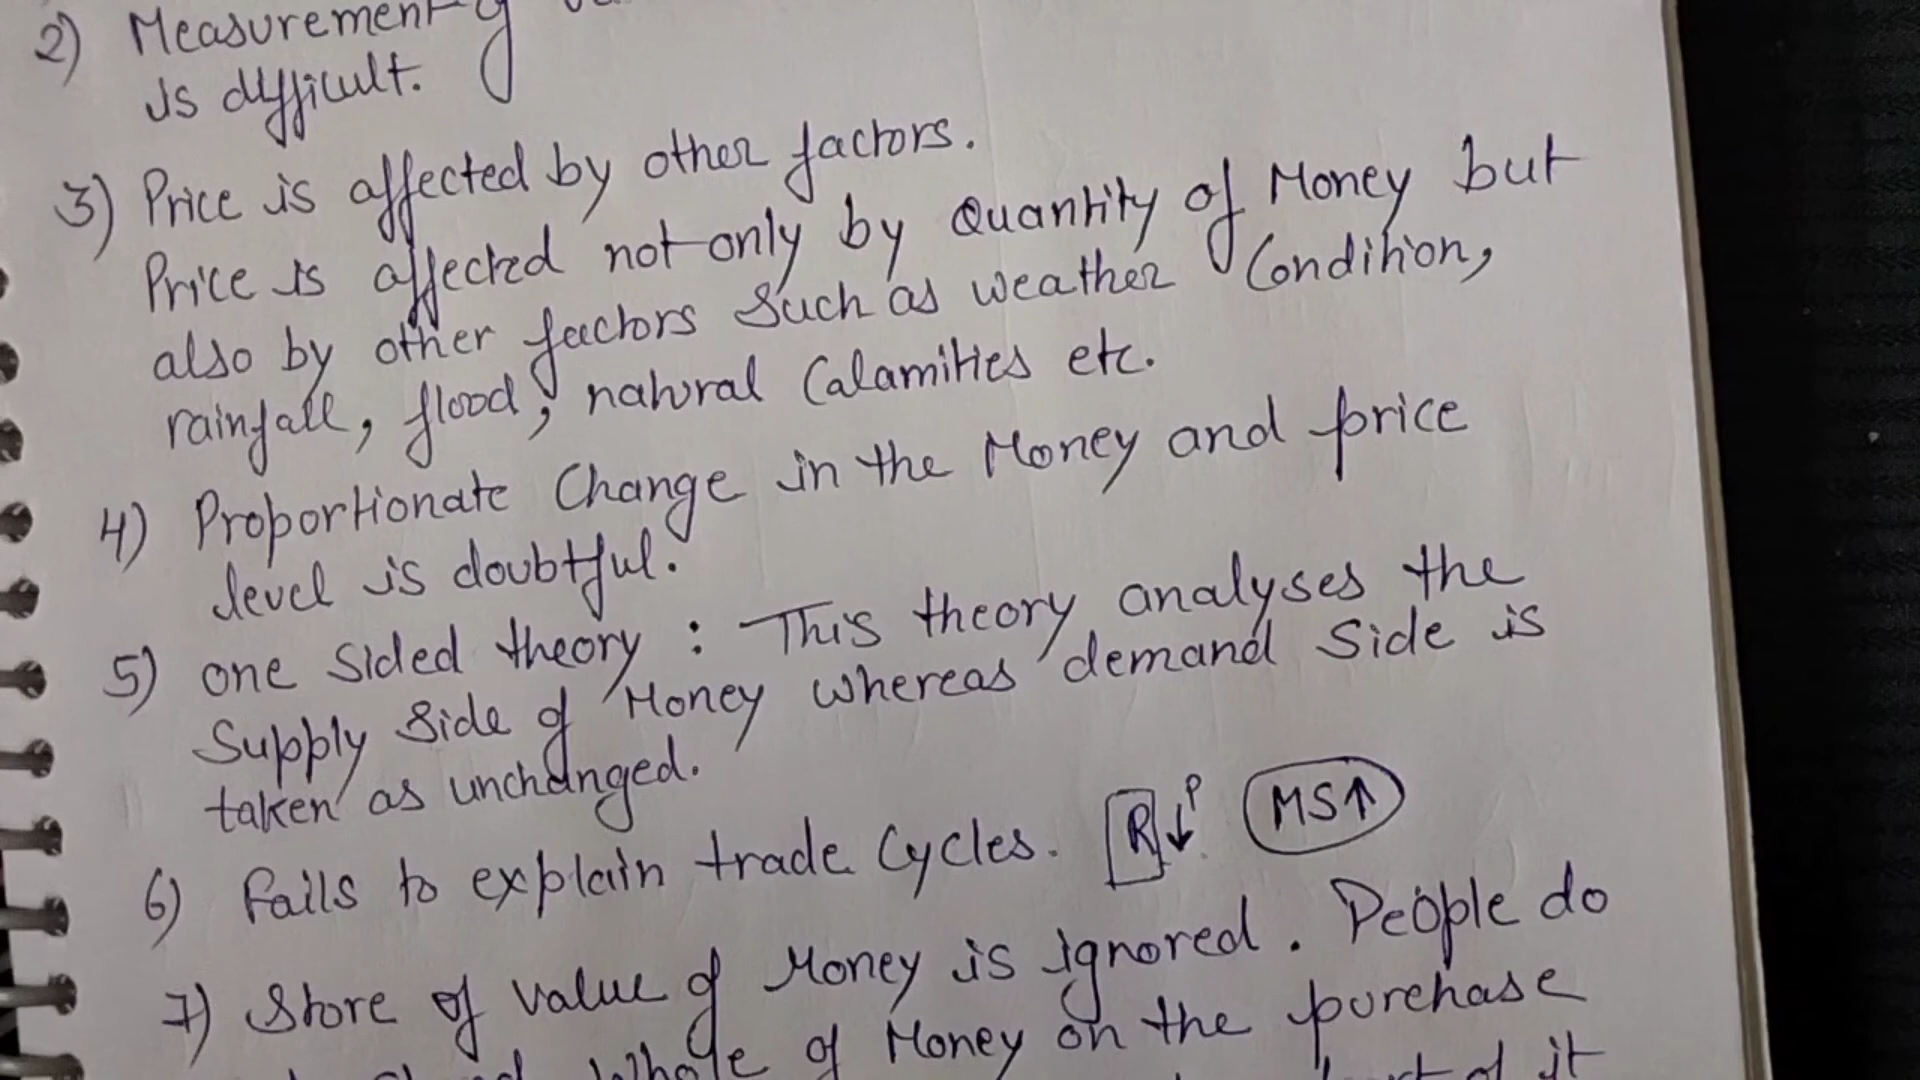 2) Measurement of
is difficult.
3) Price is affected by other factors.
Price is affected not only by Quantity of Money but
also by other factors such as weather Condition,
rainfall, flood, natural Calamities etc.
4) Proportionate Change in the Money and price
level is doubtful.
5) one sided theory : This theory analyses the
Supply side of Money whereas demand Side is
taken as unchanged.
6) Fails to explain trade Cycles. R↓ P MS↑
7) Store of value of Money is ignored. People do
whole of Money on the purchase
of it